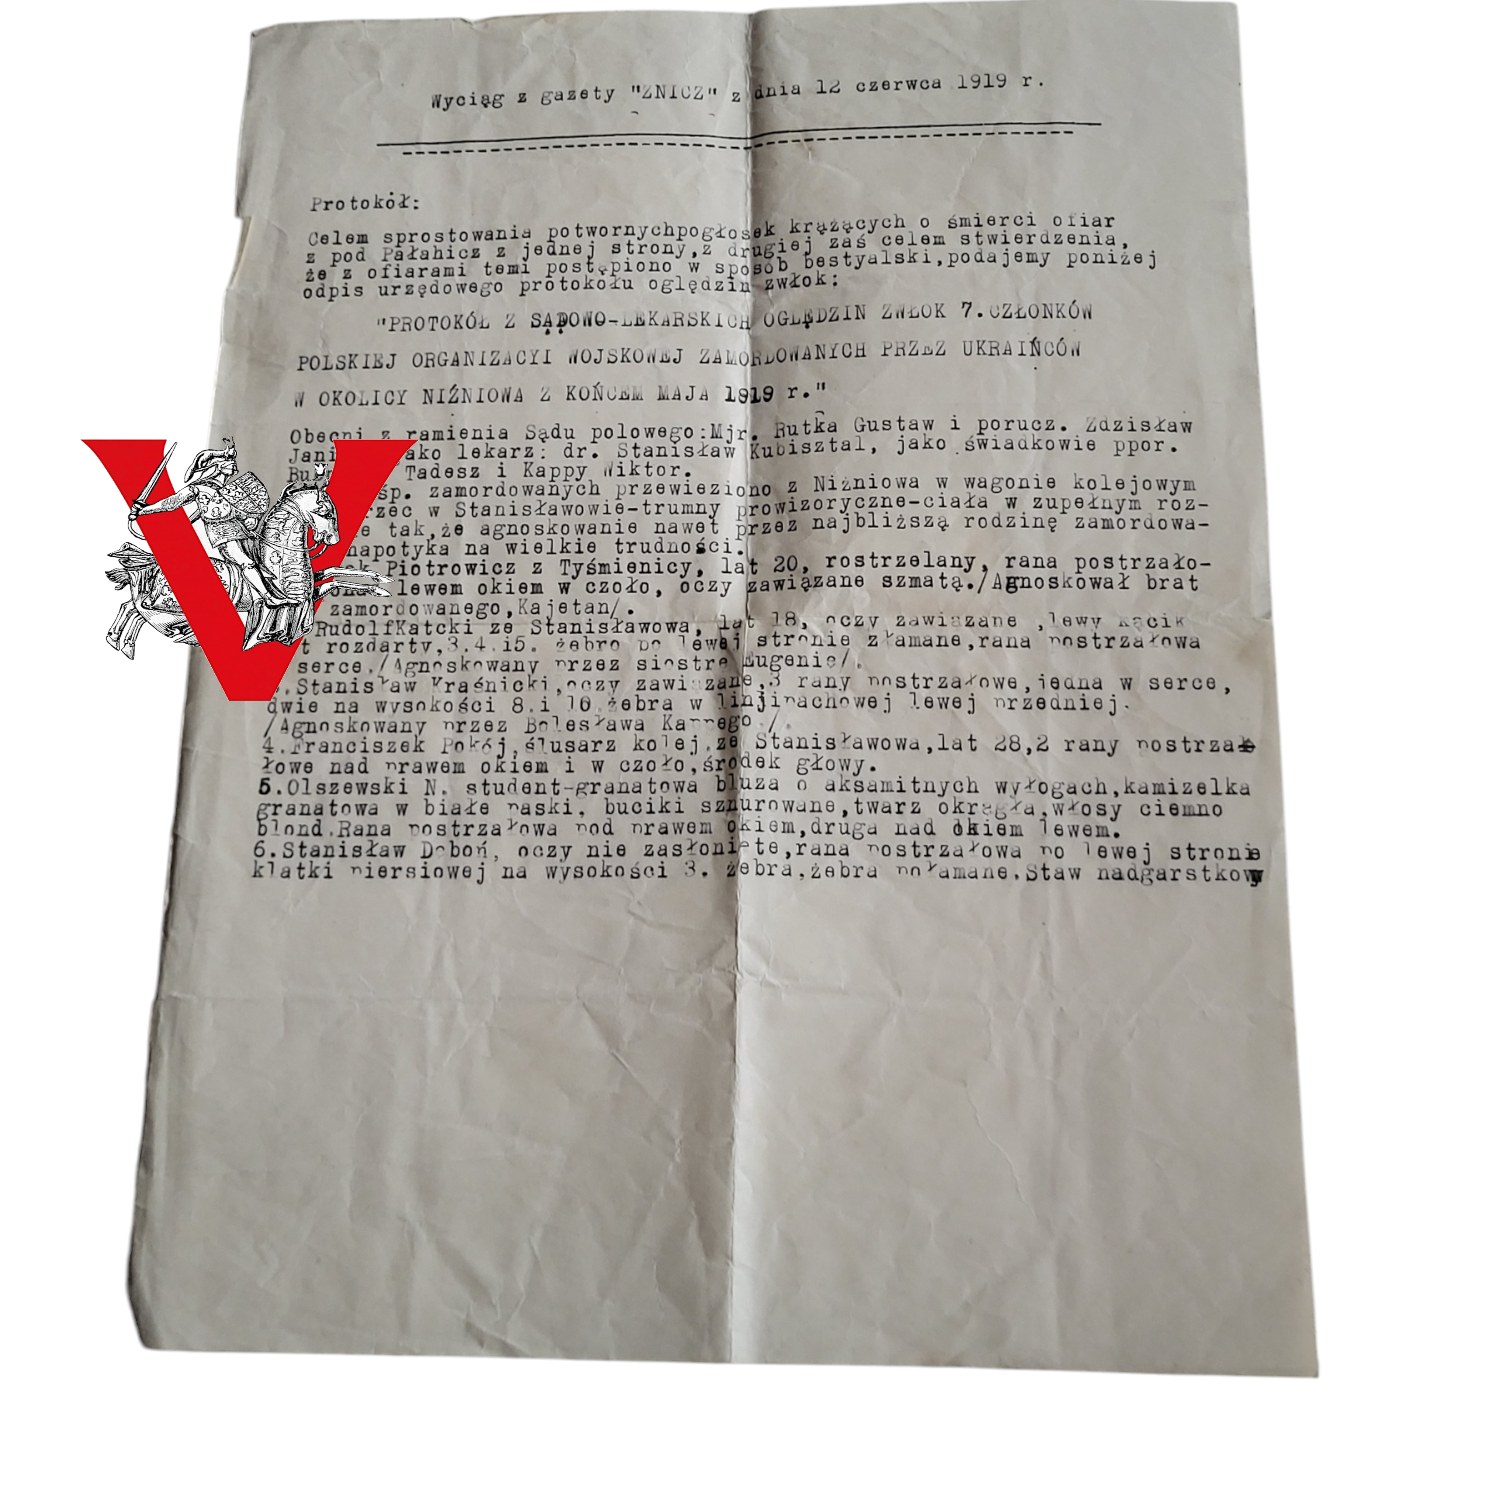 Wyciąg z gazety "ZNICZ" z dnia 12 czerwca 1919 r.
Protokół:
Celem sprostowania potwornychpogłosek krążących o śmierci ofiar
z pod Pałahicz z jednej strony,z drugiej zaś celem stwierdzenia,
że z ofiarami temi postępiono w sposób bestyalski,podajemy poniżej
odpis urzędowego protokołu oględzin zwłok:
"PROTOKÓŁ Z SĄDOWO-LEKARSKICH OGLĘDZIN ZWŁOK 7.CZŁONKÓW
POLSKIEJ ORGANIZACYI WOJSKOWEJ ZAMORDOWANYCH PRZEZ UKRAIŃCÓW
W OKOLICY NIŹNIOWA Z KOŃCEM MAJA 1919 r."
Obecni z ramienia Sądu polowego:Mjr. Rutka Gustaw i porucz. Zdzisław
Jani ako lekarz: dr. Stanisław Kubisztal, jako świadkowie ppor.
Tadesz i Kappy Wiktor.
śp. zamordowanych przewieziono z Niżniowa w wagonie kolejowym
rzec w Stanisławowie-trumny prowizoryczne-ciała w zupełnym roz-
e tak,że agnoskowanie nawet przez najbliższą rodzinę zamordowa-
napotyka na wielkie trudności.
Piotrowicz z Tyśmienicy, lat 20, rostrzelany, rana postrzało-
lewem okiem w czoło, oczy zawiązane szmatą./Agnoskował brat
zamordowanego,Kajetan/.
RudolfKatcki ze Stanisławowa, lat 18, oczy zawiązane ,lewy kącik
t rozdarty,3.4.i5. żebro po lewej stronie złamane,rana postrzałowa
serce./Agnoskowany przez siostrę Eugenię/.
.Stanisław Kraśnicki,oczy zawiązane,3 rany postrzałowe,jedna w serce,
dwie na wysokości 8.i 10.żebra w linjipachowej lewej przedniej.
/Agnoskowany przez Bolesława Kappego./.
4.Franciszek Pokój,ślusarz kolej.ze Stanisławowa,lat 28,2 rany postrza
łowe nad prawem okiem i w czoło,środek głowy.
5.Olszewski N. student-granatowa bluza o aksamitnych wyłogach,kamizelka
granatowa w białe paski, buciki sznurowane,twarz okrągła,włosy ciemno
blond.Rana postrzałowa pod prawem okiem,druga nad okiem lewem.
6.Stanisław Doboń, oczy nie zasłonięte,rana postrzałowa po lewej stronie
klatki piersiowej na wysokości 3. żebra,żebra połamane.Staw nadgarstkowy